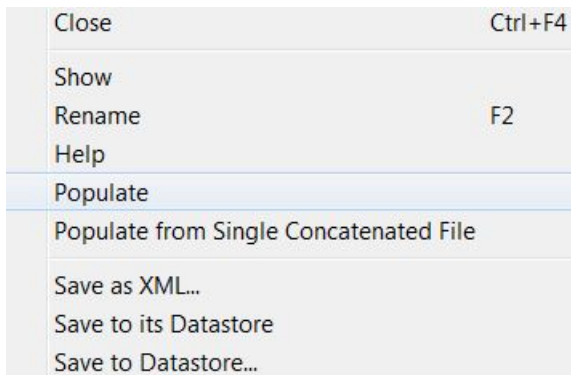 Close Ctrl+F4
Show
Rename F2
Help
Populate
Populate from Single Concatenated File
Save as XML...
Save to its Datastore
Save to Datastore...